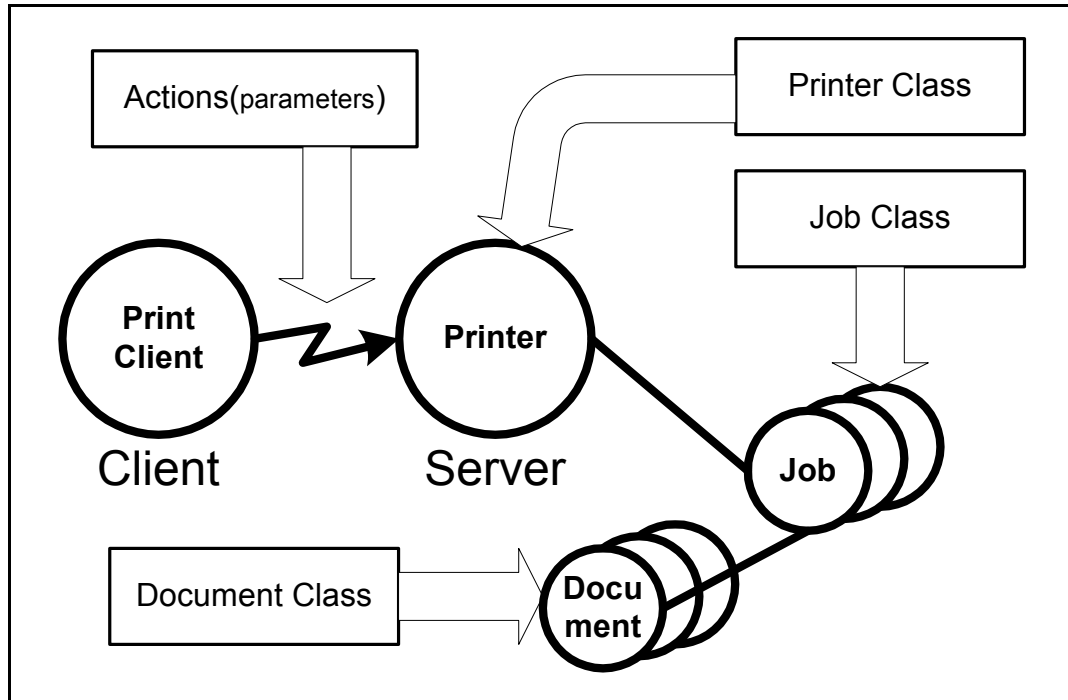 Actions(parameters)
Printer Class
Job Class
Print
Client
Printer
Client
Server
Job
Document Class
Docu
ment